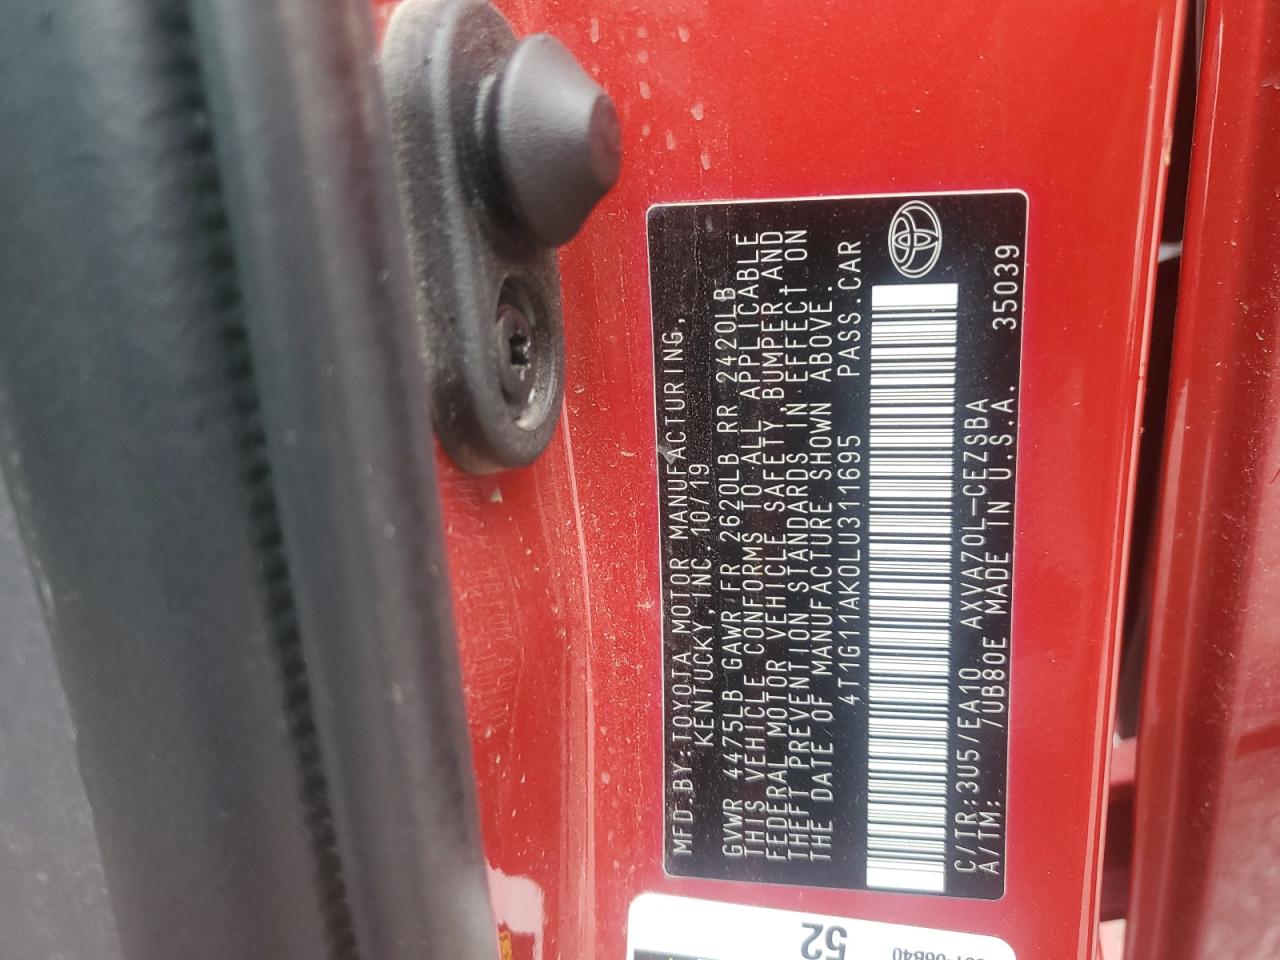 MFD.BY:TOYOTA MOTOR MANUFACTURING,
KENTUCKY,INC. 10/19
GVWR 4475LB GAWR FR 2620LB RR 2420LB
THIS VEHICLE CONFORMS TO ALL APPLICABLE
FEDERAL MOTOR VEHICLE SAFETY,BUMPER,AND
THEFT PREVENTION STANDARDS IN EFFECT ON
THE DATE OF MANUFACTURE SHOWN ABOVE.
4T1G11AK0LU311695 PASS.CAR
C/TR:3U5/EA10 AXVA70L-CEZSBA
A/TM: /UB80E MADE IN U.S.A. 35039
52